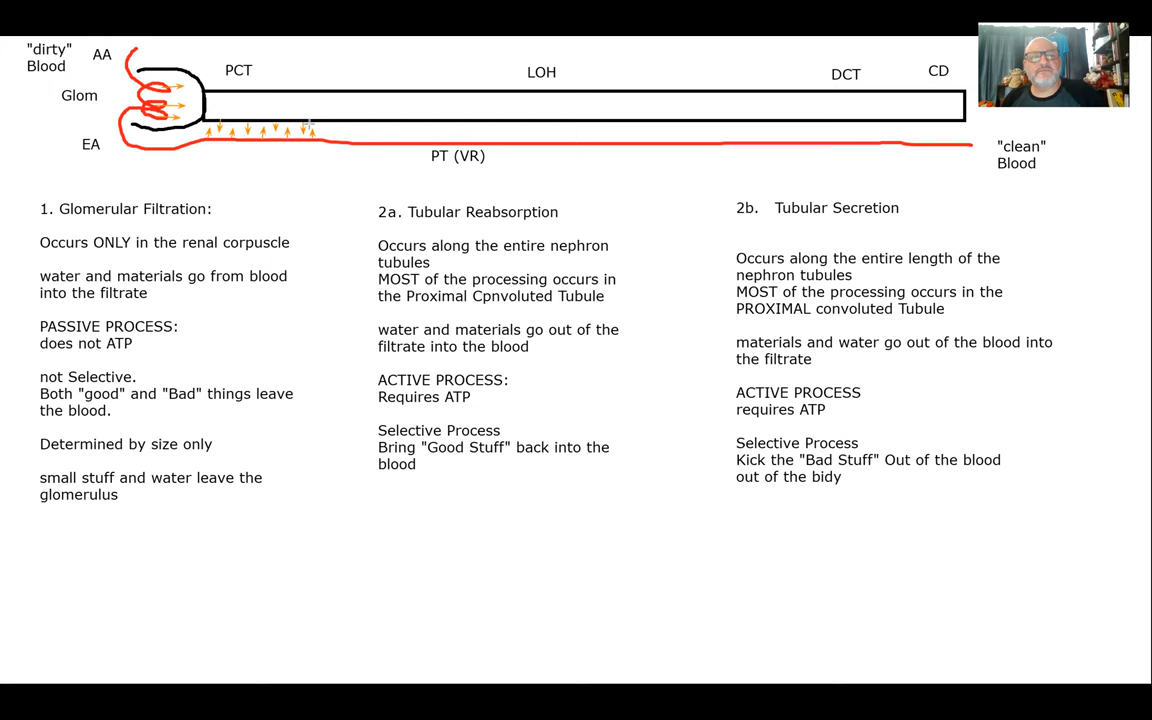 "dirty"
Blood
AA
Glom
EA
PCT
LOH
DCT
CD
PT (VR)
"clean"
Blood
1. Glomerular Filtration:
Occurs ONLY in the renal corpuscle
water and materials go from blood
into the filtrate
PASSIVE PROCESS:
does not ATP
not Selective.
Both "good" and "Bad" things leave
the blood.
Determined by size only
small stuff and water leave the
glomerulus
2a. Tubular Reabsorption
Occurs along the entire nephron
tubules
MOST of the processing occurs in
the Proximal Cpnvoluted Tubule
water and materials go out of the
filtrate into the blood
ACTIVE PROCESS:
Requires ATP
Selective Process
Bring "Good Stuff" back into the
blood
2b. Tubular Secretion
Occurs along the entire length of the
nephron tubules
MOST of the processing occurs in the
PROXIMAL convoluted Tubule
materials and water go out of the blood into
the filtrate
ACTIVE PROCESS
requires ATP
Selective Process
Kick the "Bad Stuff" Out of the blood
out of the bidy